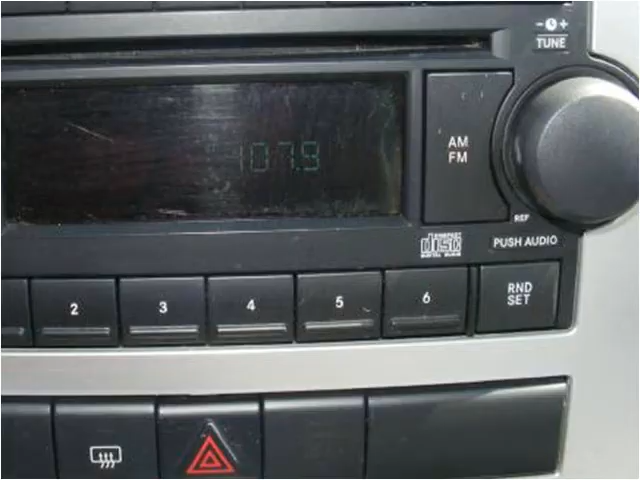 - +
TUNE
107.9
AM
FM
REF
COMPACT
disc
DIGITAL AUDIO
PUSH AUDIO
2
3
4
5
6
RND
SET